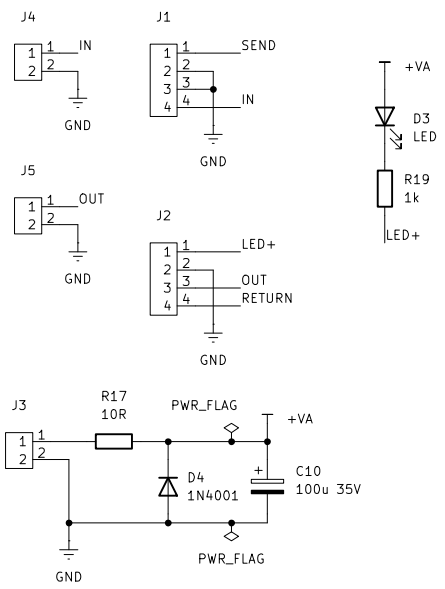 J4
1 1 IN
2 2
GND
J1
1 1 SEND
2 2
3 3
4 4 IN
GND
+VA
D3
LED
R19
1k
LED+
J5
1 1 OUT
2 2
GND
J2
1 1 LED+
2 2
3 3 OUT
4 4 RETURN
GND
J3
1 1
2 2
R17
10R
PWR_FLAG
+VA
D4
1N4001
+
C10
100u 35V
PWR_FLAG
GND